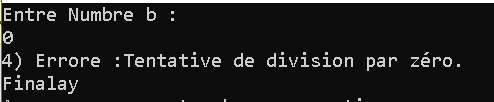 Entre Numbre b :
0
4) Errore :Tentative de division par zéro.
Finalay